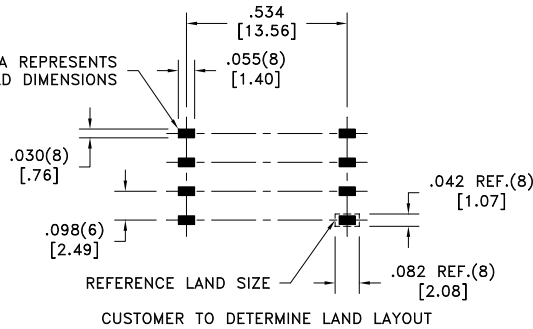 .534
[13.56]
A REPRESENTS
D DIMENSIONS
.055(8)
[1.40]
.030(8)
[.76]
.042 REF.(8)
[1.07]
.098(6)
[2.49]
REFERENCE LAND SIZE
.082 REF.(8)
[2.08]
CUSTOMER TO DETERMINE LAND LAYOUT